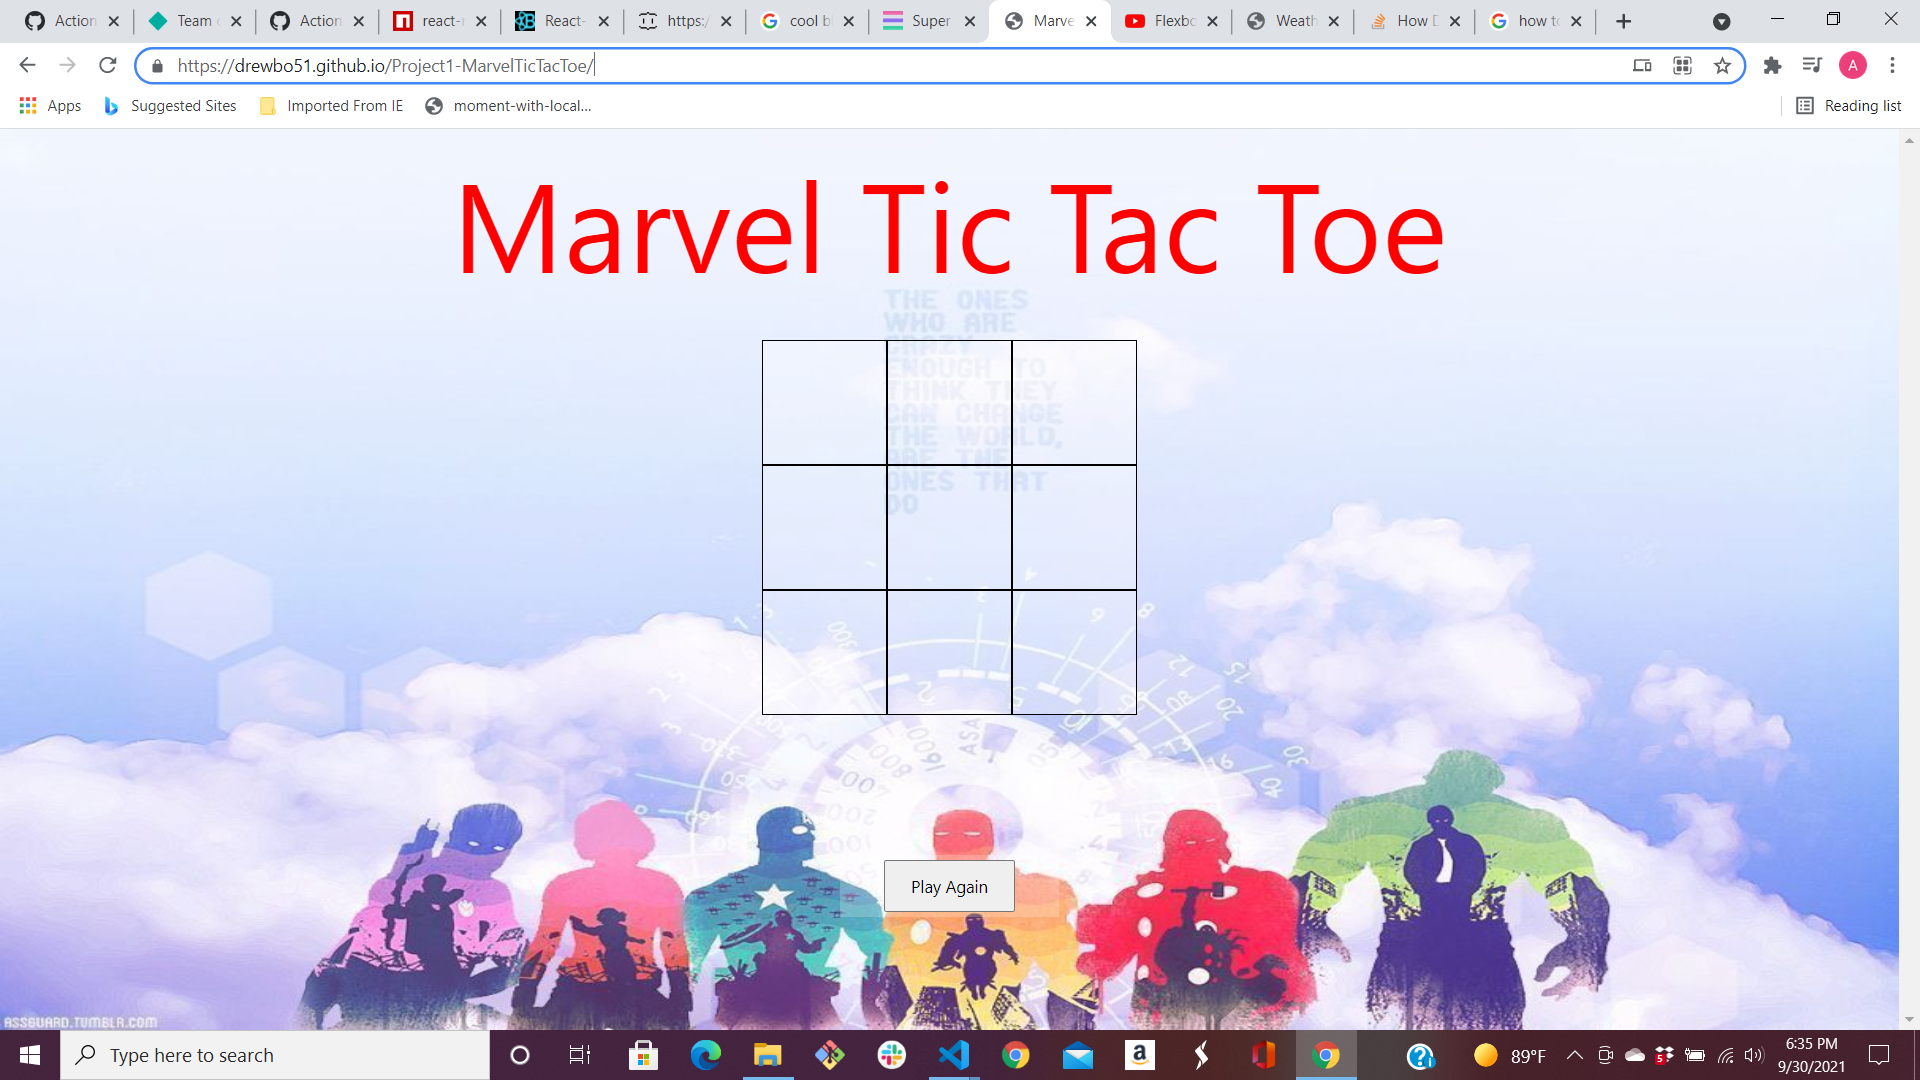 Action
Team
Action
react-
React-
https:/
cool b
Super
Marve
Flexbo
Weath
How D
how to
https://drewbo51.github.io/Project1-MarvelTicTacToe/
A
Apps
Suggested Sites
Imported From IE
moment-with-local...
Reading list
Marvel Tic Tac Toe
THE ONES
WHO ARE
CRAZY
ENOUGH TO
THINK THEY
CAN CHANGE
THE WORLD,
ARE THE
ONES THAT
DO
Play Again
ASSGUARD.TUMBLR.COM
Type here to search
89°F
6:35 PM
9/30/2021